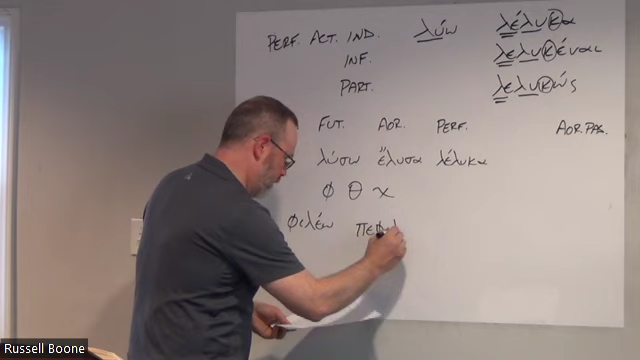 PERF. ACT. IND. λύω λέλυκα
INF. λελυκέναι
PART. λελυκώς
FUT. AOR. PERF. AOR. PAS.
λύσω ἔλυσα λέλυκα
φ θ χ
φιλέω πεφ
Russell Boone